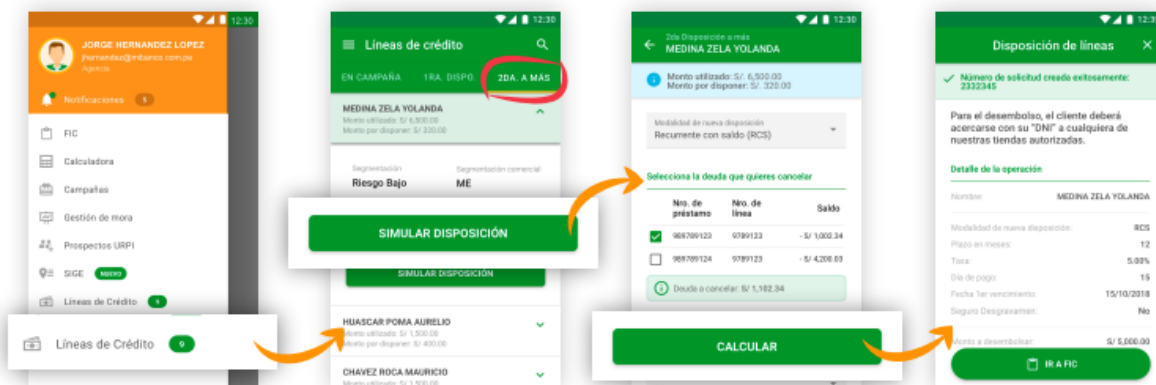 12:30
JORGE HERNANDEZ LOPEZ
jhernandez@mibanco.com.pe
Agencia
Notificaciones 5
FIC
Calculadora
Campañas
Gestión de mora
Prospectos URPI
SIGE NUEVO
Líneas de Crédito 9
Líneas de Crédito 9
12:30
Líneas de crédito
EN CAMPAÑA 1RA. DISPO. 2DA. A MÁS
MEDINA ZELA YOLANDA
Monto utilizado: S/ 6,500.00
Monto por disponer: S/ 320.00
Segmentación Segmentación comercial
Riesgo Bajo ME
SIMULAR DISPOSICIÓN
SIMULAR DISPOSICIÓN
HUASCAR POMA AURELIO
Monto utilizado: S/ 1,500.00
Monto por disponer: S/ 400.00
CHAVEZ ROCA MAURICIO
Monto utilizado: S/ 1,500.00
12:30
2da Disposición a más
MEDINA ZELA YOLANDA
Monto utilizado: S/. 6,500.00
Monto por disponer: S/. 320.00
Modalidad de nueva disposición
Recurrente con saldo (RCS)
Selecciona la deuda que quieres cancelar
Nro. de préstamo Nro. de línea Saldo
989789123 9789123 - S/ 1,002.34
989789124 9789123 - S/ 4,200.03
Deuda a cancelar: S/ 1,102.34
CALCULAR
12:30
Disposición de líneas
Número de solicitud creada exitosamente:
2332345
Para el desembolso, el cliente deberá
acercarse con su "DNI" a cualquiera de
nuestras tiendas autorizadas.
Detalle de la operación
Nombre: MEDINA ZELA YOLANDA
Modalidad de nueva disposición: RCS
Plazo en meses: 12
Tasa: 5.00%
Día de pago: 15
Fecha 1er vencimiento: 15/10/2018
Seguro Desgravamen: No
Monto a desembolsar: S/ 5,000.00
IR A FIC